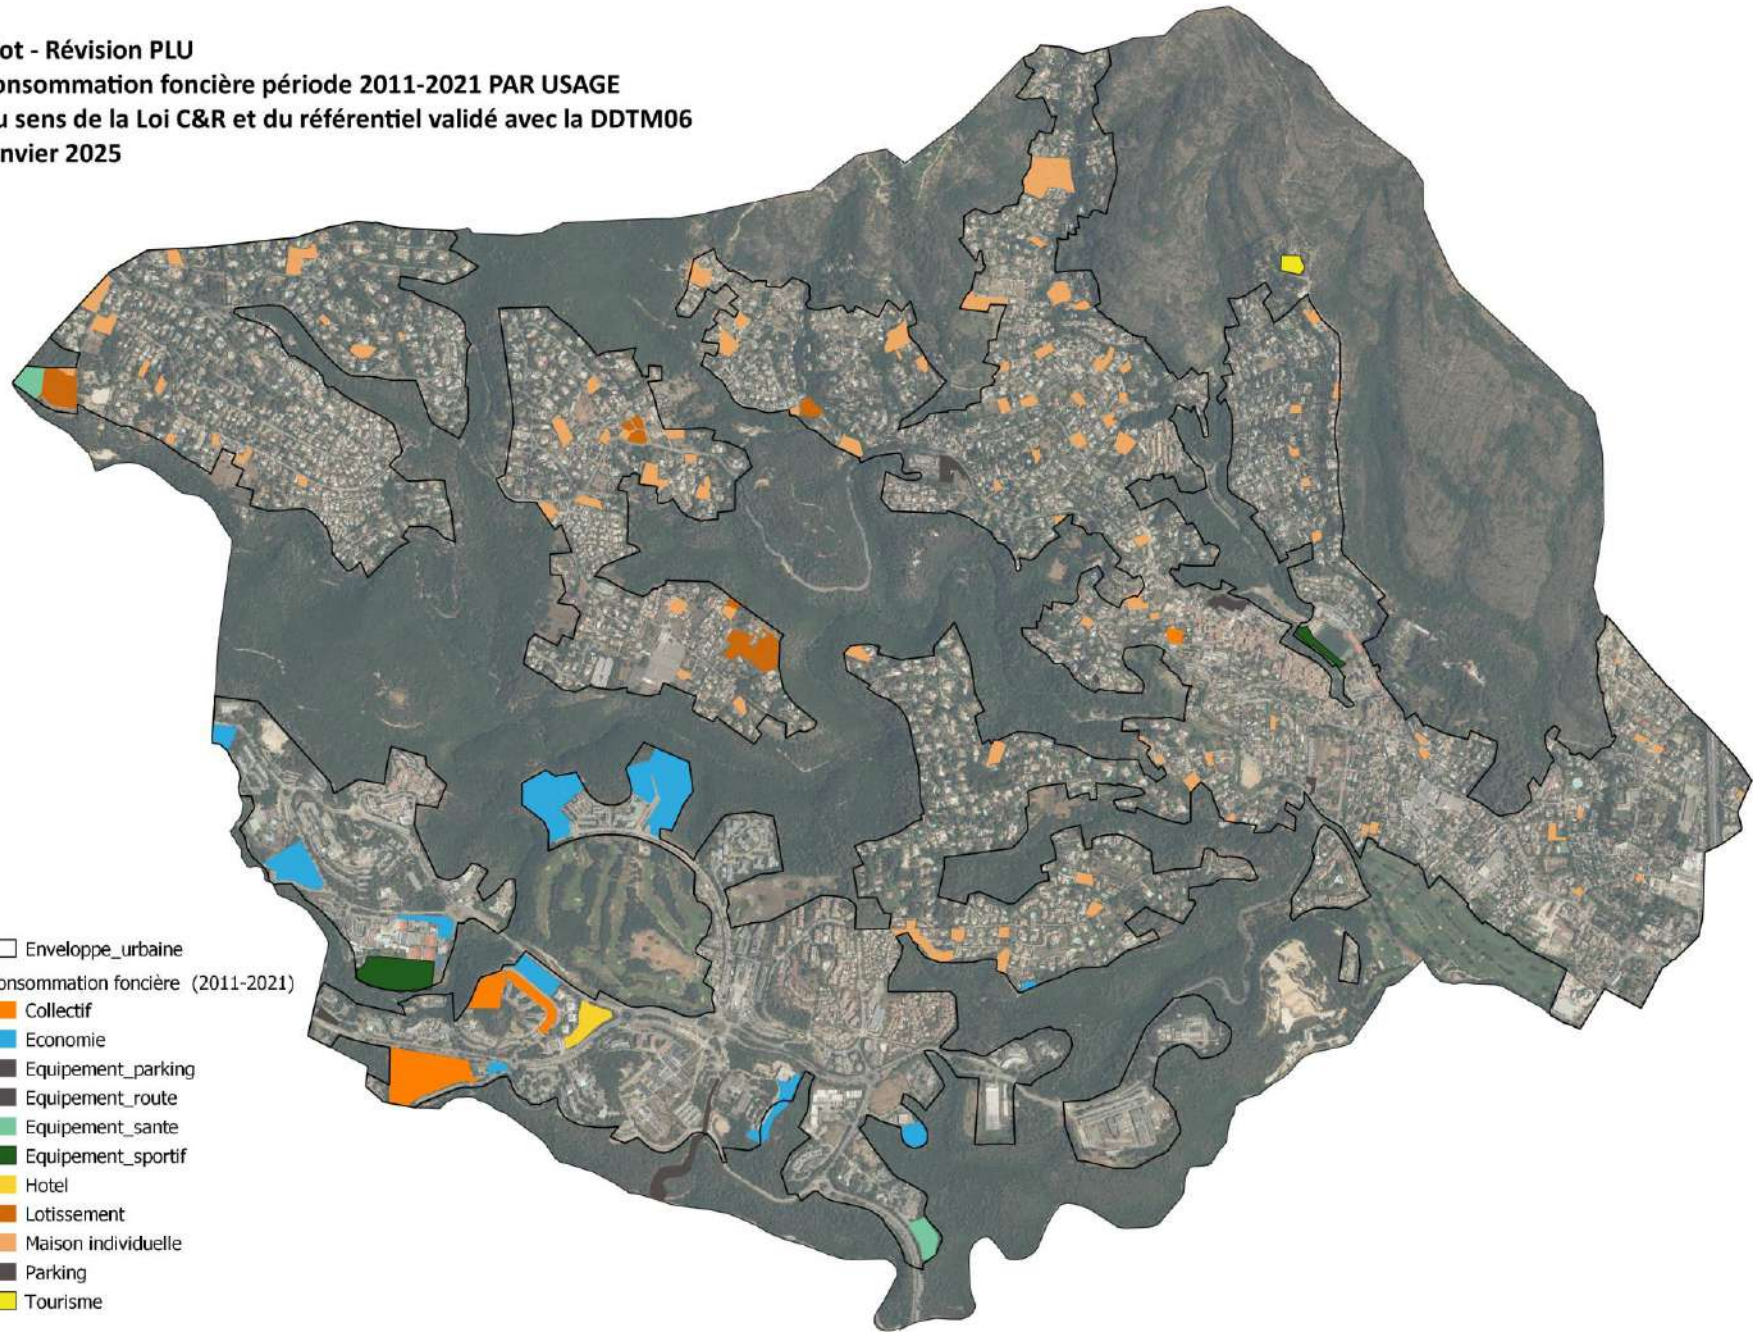 ot - Révision PLU
onsommation foncière période 2011-2021 PAR USAGE
u sens de la Loi C&R et du référentiel validé avec la DDTM06
nvier 2025
Enveloppe_urbaine
onsommation foncière (2011-2021)
Collectif
Economie
Equipement_parking
Equipement_route
Equipement_sante
Equipement_sportif
Hotel
Lotissement
Maison individuelle
Parking
Tourisme